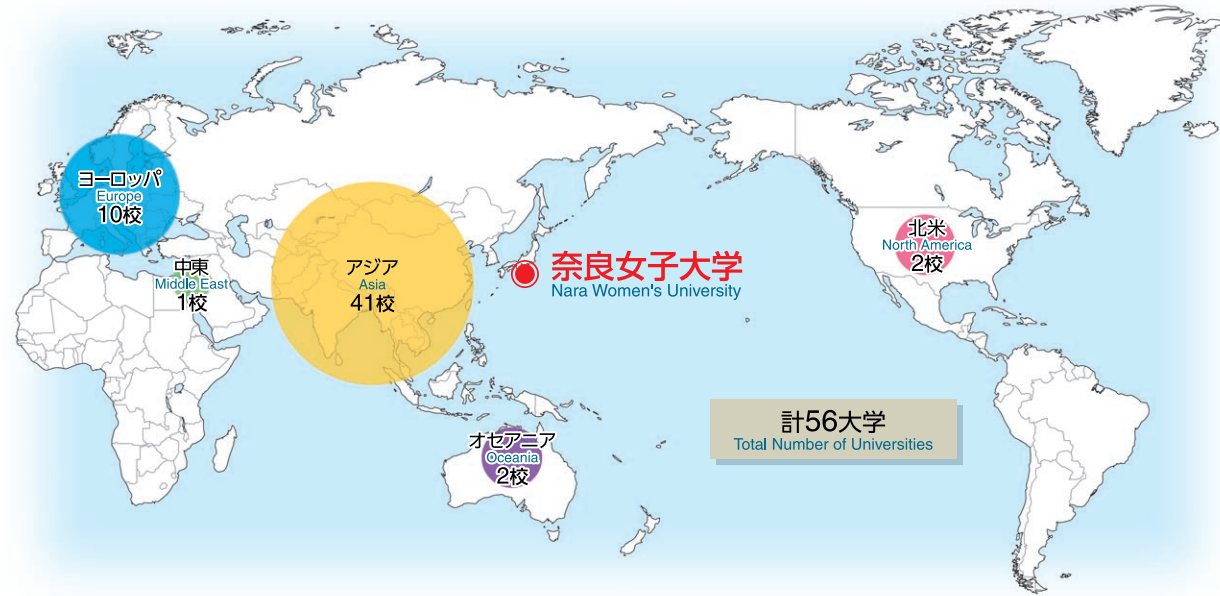 ヨーロッパ
Europe
10校
中東
Middle East
1校
アジア
Asia
41校
奈良女子大学
Nara Women's University
北米
North America
2校
オセアニア
Oceania
2校
計56大学
Total Number of Universities